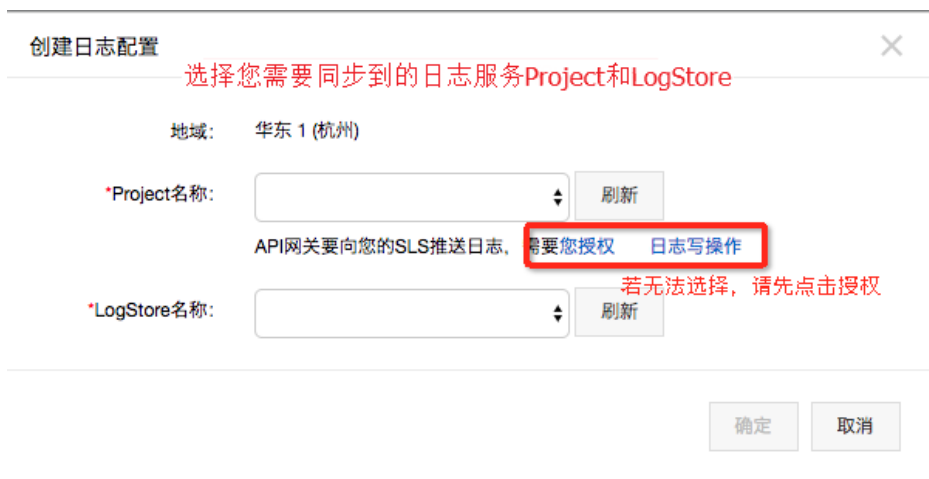 创建日志配置
选择您需要同步到的日志服务Project和LogStore
地域： 华东 1 (杭州)
*Project名称： 刷新
API网关要向您的SLS推送日志，需要您授权 日志写操作
若无法选择，请先点击授权
*LogStore名称： 刷新
确定 取消